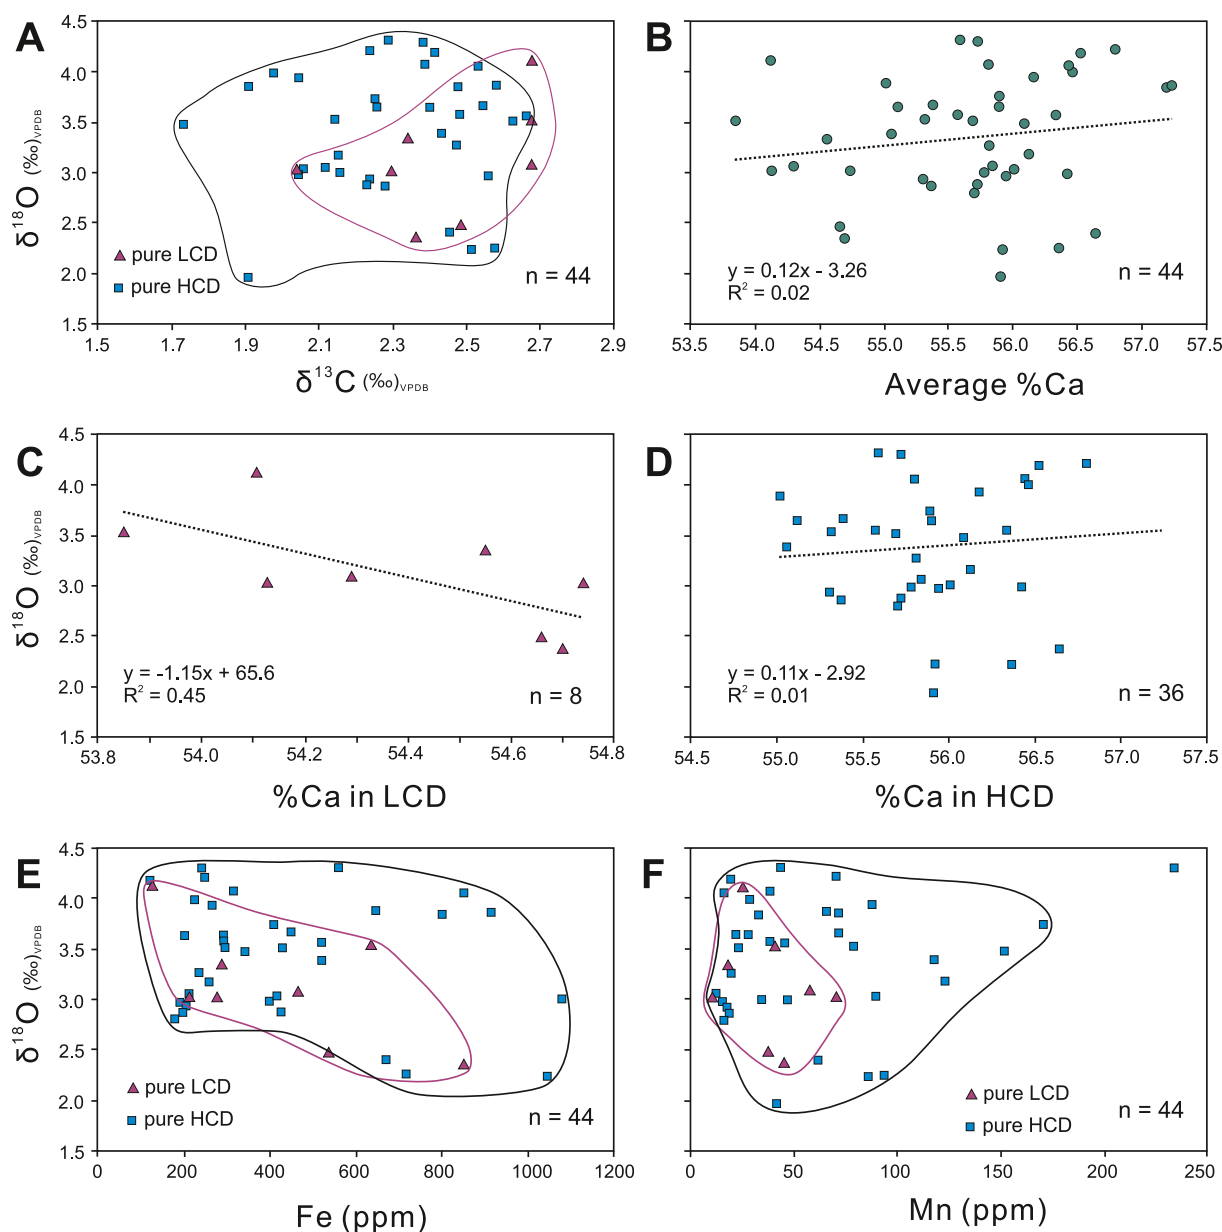 A
4.5
4.0
3.5
3.0
2.5
2.0
1.5
δ18O (‰)VPDB
pure LCD
pure HCD
n = 44
1.5 1.7 1.9 2.1 2.3 2.5 2.7 2.9
δ13C (‰)VPDB
B
y = 0.12x - 3.26
R2 = 0.02
n = 44
53.5 54.0 54.5 55.0 55.5 56.0 56.5 57.0 57.5
Average %Ca
C
4.5
4.0
3.5
3.0
2.5
2.0
1.5
δ18O (‰)VPDB
y = -1.15x + 65.6
R2 = 0.45
n = 8
53.8 54.0 54.2 54.4 54.6 54.8
%Ca in LCD
D
y = 0.11x - 2.92
R2 = 0.01
n = 36
54.5 55.0 55.5 56.0 56.5 57.0 57.5
%Ca in HCD
E
4.5
4.0
3.5
3.0
2.5
2.0
1.5
δ18O (‰)VPDB
pure LCD
pure HCD
n = 44
0 200 400 600 800 1000 1200
Fe (ppm)
F
pure LCD
pure HCD
n = 44
0 50 100 150 200 250
Mn (ppm)